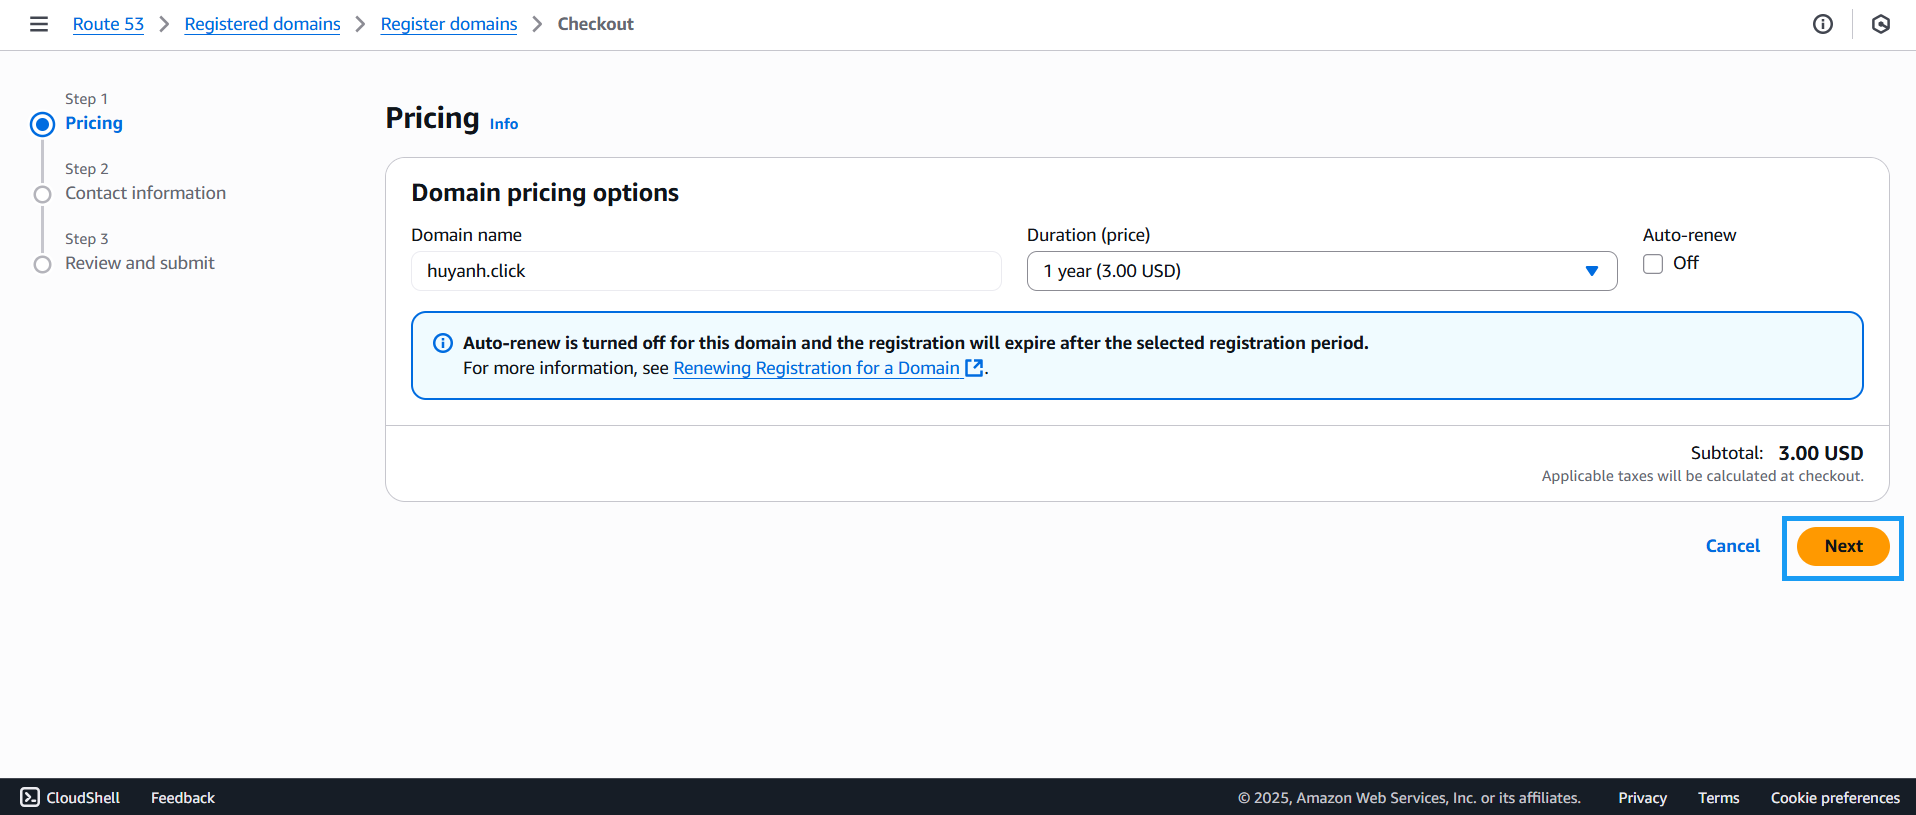 Route 53 Registered domains Register domains Checkout
Step 1
Pricing
Step 2
Contact information
Step 3
Review and submit
Pricing Info
Domain pricing options
Domain name
huyanh.click
Duration (price)
1 year (3.00 USD)
Auto-renew
Off
Auto-renew is turned off for this domain and the registration will expire after the selected registration period.
For more information, see Renewing Registration for a Domain.
Subtotal: 3.00 USD
Applicable taxes will be calculated at checkout.
Cancel Next
CloudShell Feedback © 2025, Amazon Web Services, Inc. or its affiliates. Privacy Terms Cookie preferences